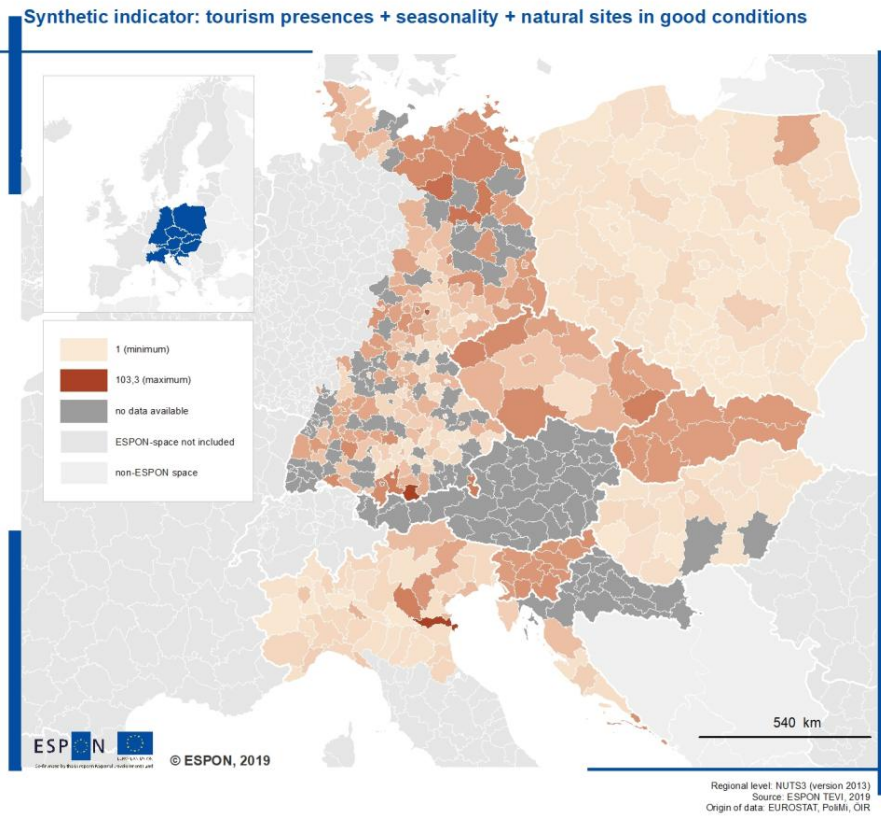 Synthetic indicator: tourism presences + seasonality + natural sites in good conditions
1 (minimum)
103,3 (maximum)
no data available
ESPON-space not included
non-ESPON space
540 km
ESPON
© ESPON, 2019
Regional level: NUTS3 (version 2013)
Source: ESPON TEVI, 2019
Origin of data: EUROSTAT, PoliMi, ÖIR